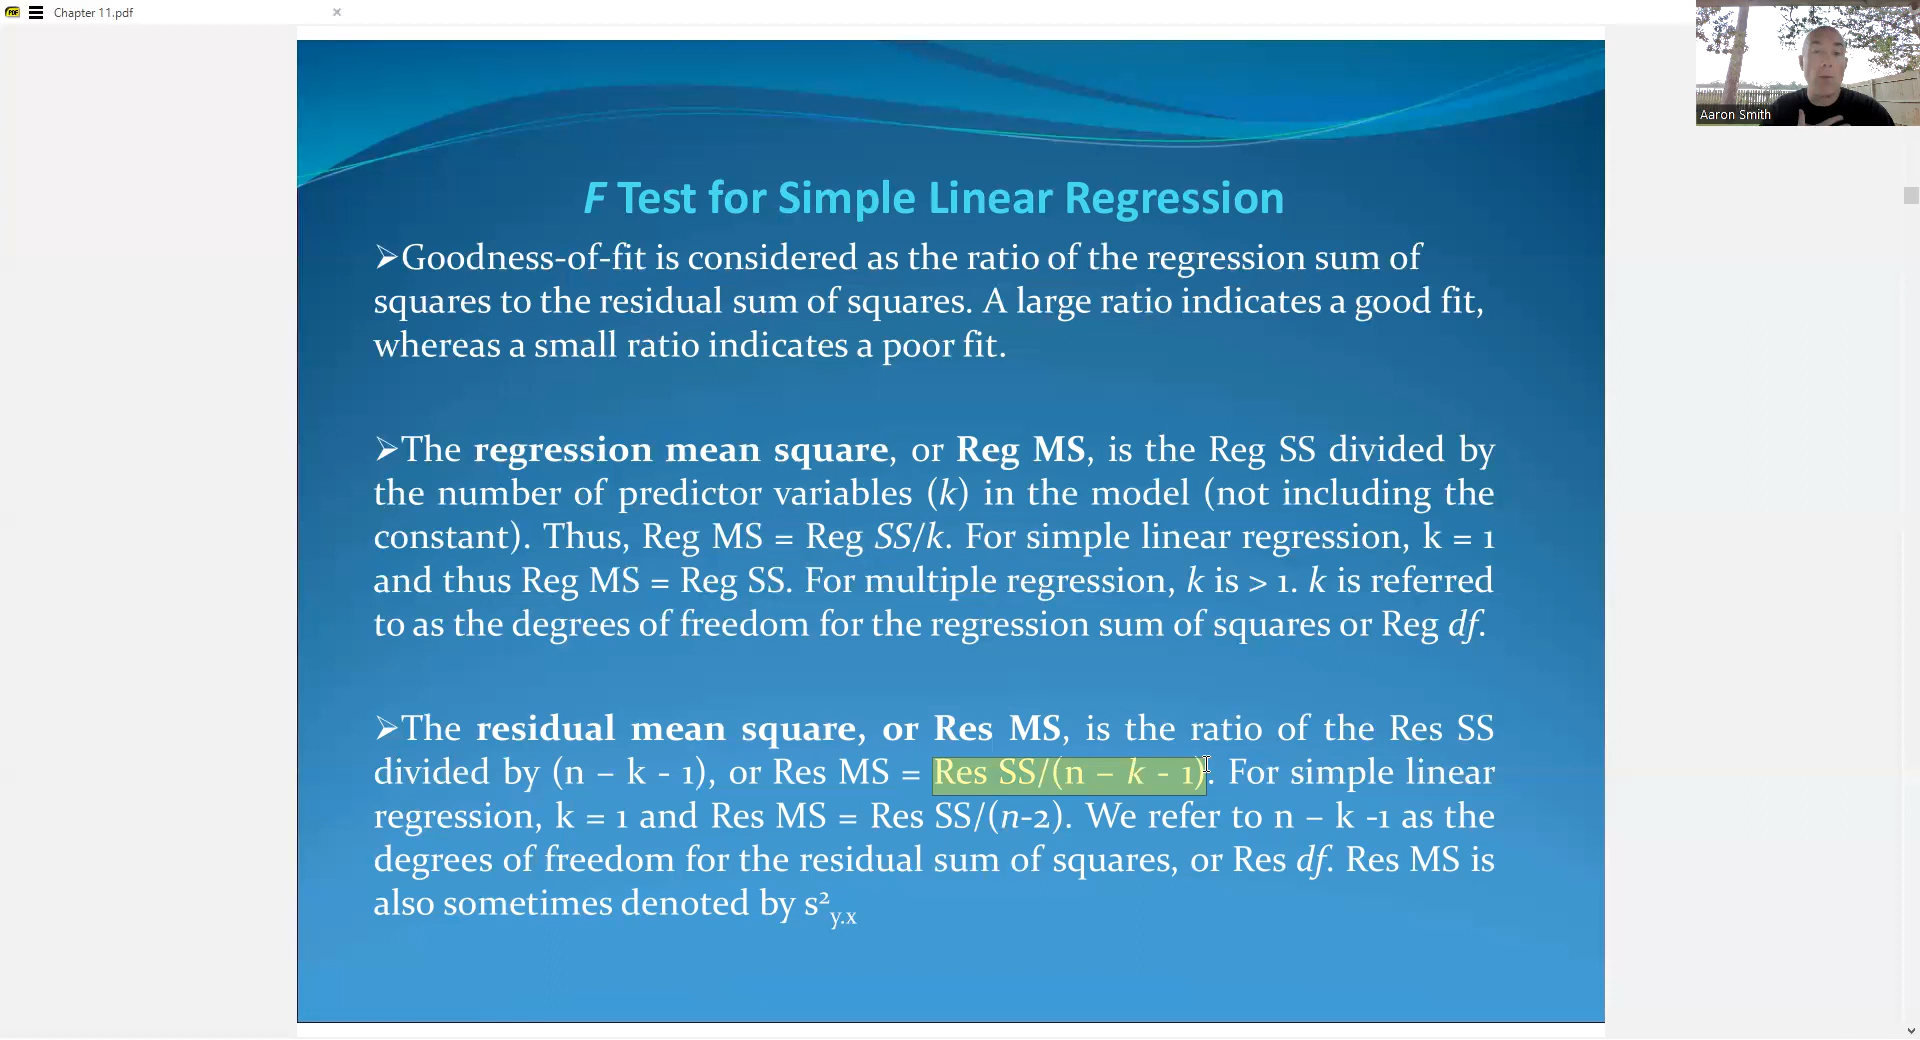 Chapter 11.pdf
Aaron Smith
F Test for Simple Linear Regression
➢Goodness-of-fit is considered as the ratio of the regression sum of
squares to the residual sum of squares. A large ratio indicates a good fit,
whereas a small ratio indicates a poor fit.
➢The regression mean square, or Reg MS, is the Reg SS divided by
the number of predictor variables (k) in the model (not including the
constant). Thus, Reg MS = Reg SS/k. For simple linear regression, k = 1
and thus Reg MS = Reg SS. For multiple regression, k is > 1. k is referred
to as the degrees of freedom for the regression sum of squares or Reg df.
➢The residual mean square, or Res MS, is the ratio of the Res SS
divided by (n – k - 1), or Res MS = Res SS/(n – k - 1). For simple linear
regression, k = 1 and Res MS = Res SS/(n-2). We refer to n – k -1 as the
degrees of freedom for the residual sum of squares, or Res df. Res MS is
also sometimes denoted by s²y.x